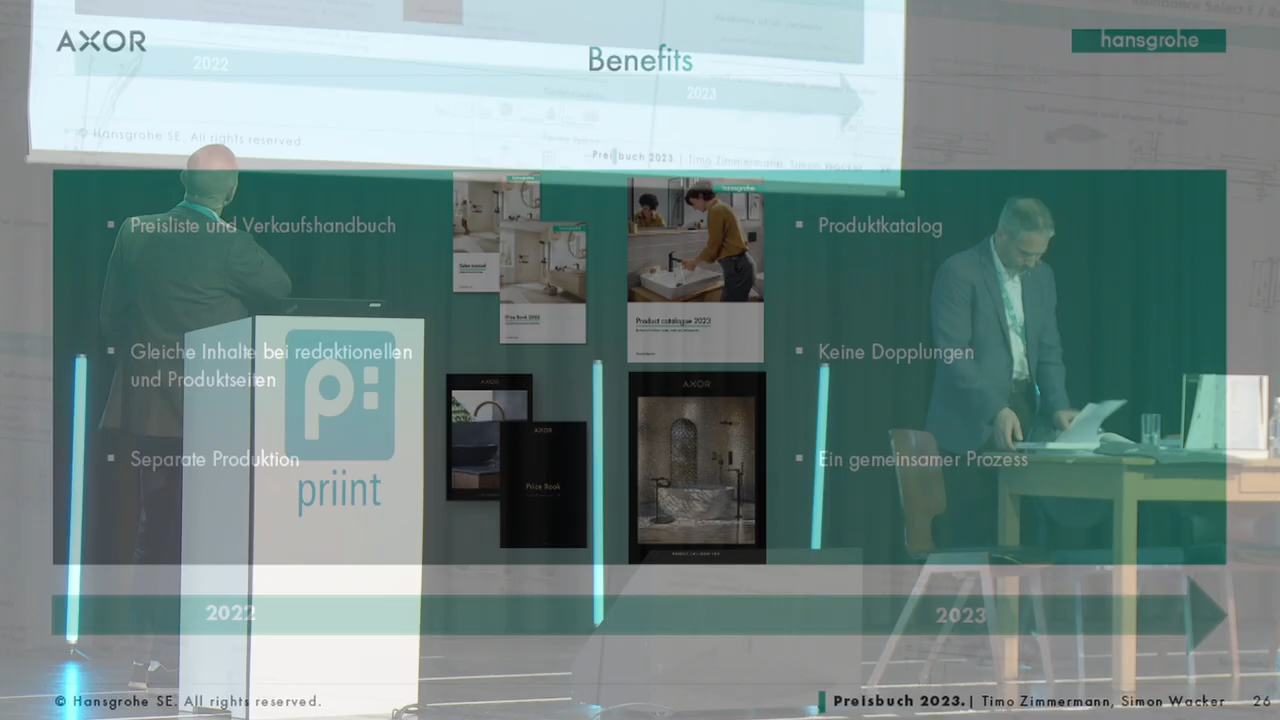 AXOR
hansgrohe
Benefits
2022
2023
© Hansgrohe SE. All rights reserved.
Preisbuch 2023. | Timo Zimmermann, Simon Wacker
Preisliste und Verkaufshandbuch
Produktkatalog
hansgrohe
Product catalogue 2023
Price Book 2023
Gleiche Inhalte bei redaktionellen
und Produktseiten
Keine Dopplungen
AXOR
AXOR
AXOR
Separate Produktion
Ein gemeinsamer Prozess
Price Book
p:
priint
2022
2023
© Hansgrohe SE. All rights reserved.
Preisbuch 2023. | Timo Zimmermann, Simon Wacker 26